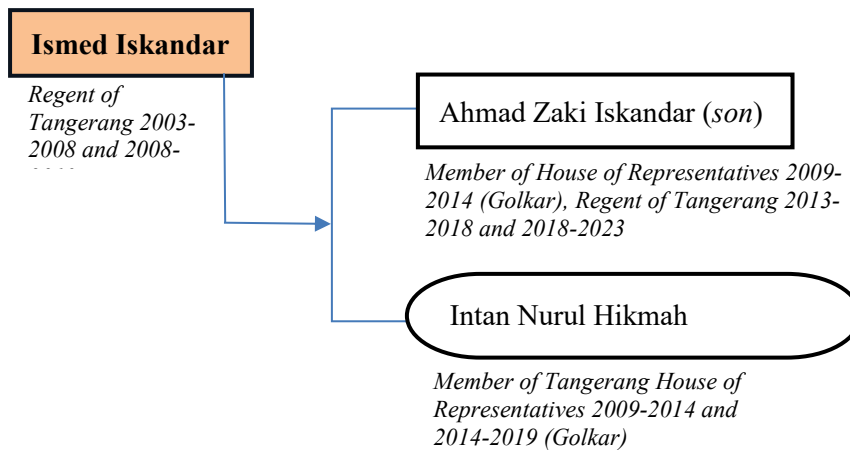 Ismed Iskandar
Regent of
Tangerang 2003-
2008 and 2008-
Ahmad Zaki Iskandar (son)
Member of House of Representatives 2009-
2014 (Golkar), Regent of Tangerang 2013-
2018 and 2018-2023
Intan Nurul Hikmah
Member of Tangerang House of
Representatives 2009-2014 and
2014-2019 (Golkar)